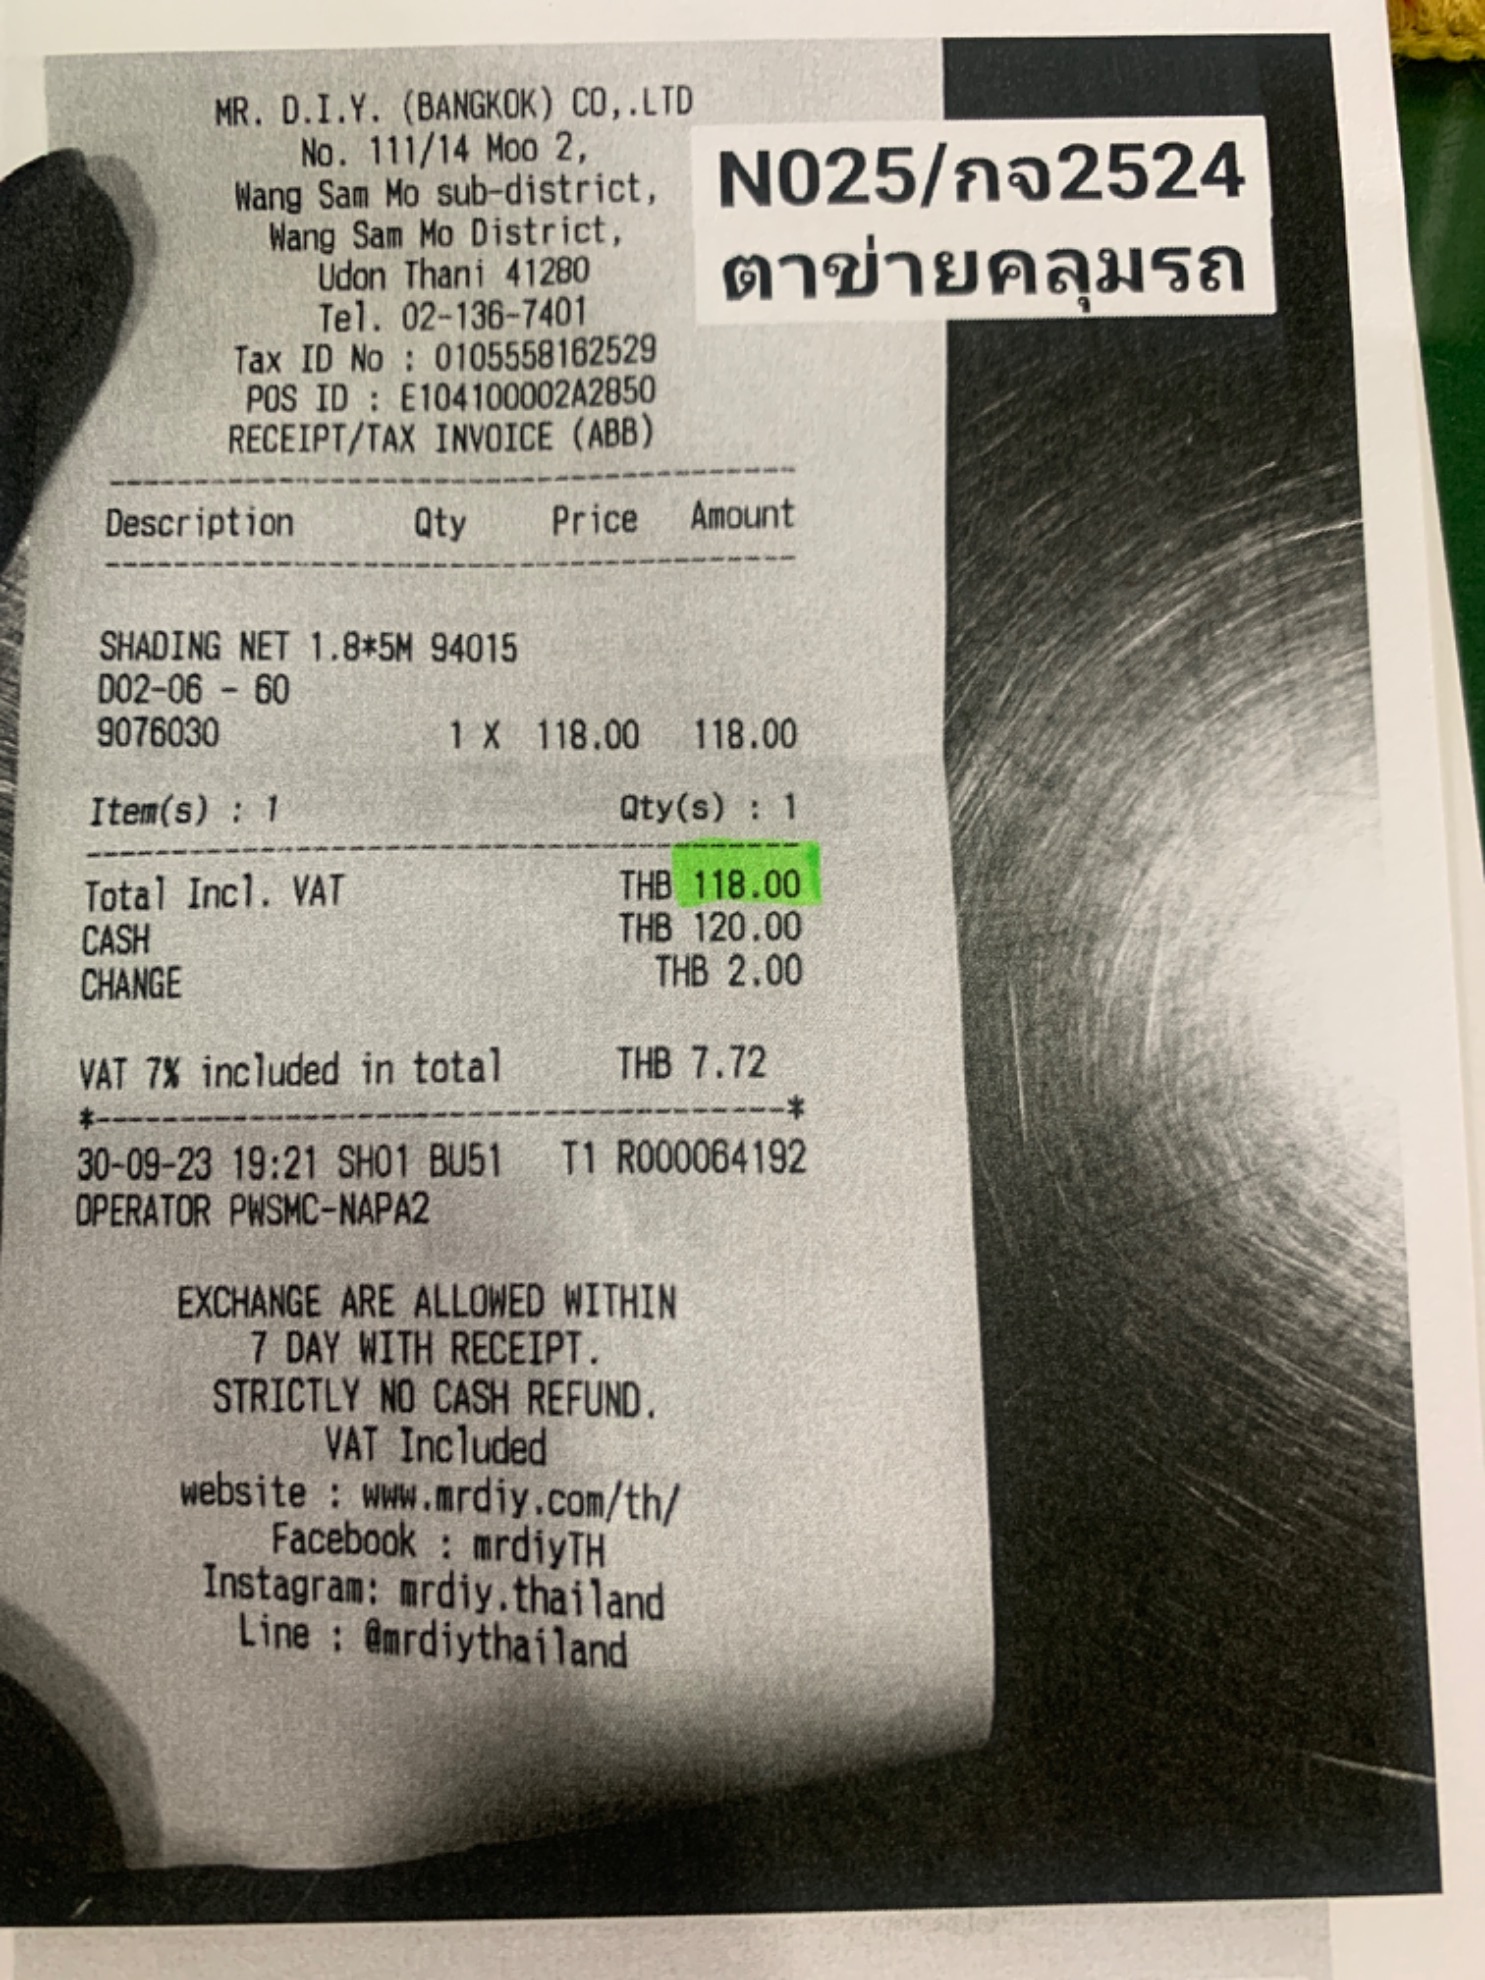 MR. D.I.Y. (BANGKOK) CO,.LTD
No. 111/14 Moo 2,
Wang Sam Mo sub-district,
Wang Sam Mo District,
Udon Thani 41280
Tel. 02-136-7401
Tax ID No : 0105558162529
POS ID : E104100002A2850
RECEIPT/TAX INVOICE (ABB)
N025/กจ2524
ตาข่ายคลุมรถ
Description Qty Price Amount
SHADING NET 1.8*5M 94015
D02-06 - 60
9076030 1 X 118.00 118.00
Item(s) : 1 Qty(s) : 1
Total Incl. VAT THB 118.00
CASH THB 120.00
CHANGE THB 2.00
VAT 7% included in total THB 7.72
*--------------------------------------*
30-09-23 19:21 SH01 BU51 T1 R000064192
OPERATOR PWSMC-NAPA2
EXCHANGE ARE ALLOWED WITHIN
7 DAY WITH RECEIPT.
STRICTLY NO CASH REFUND.
VAT Included
website : www.mrdiy.com/th/
Facebook : mrdiyTH
Instagram: mrdiy.thailand
Line : @mrdiythailand